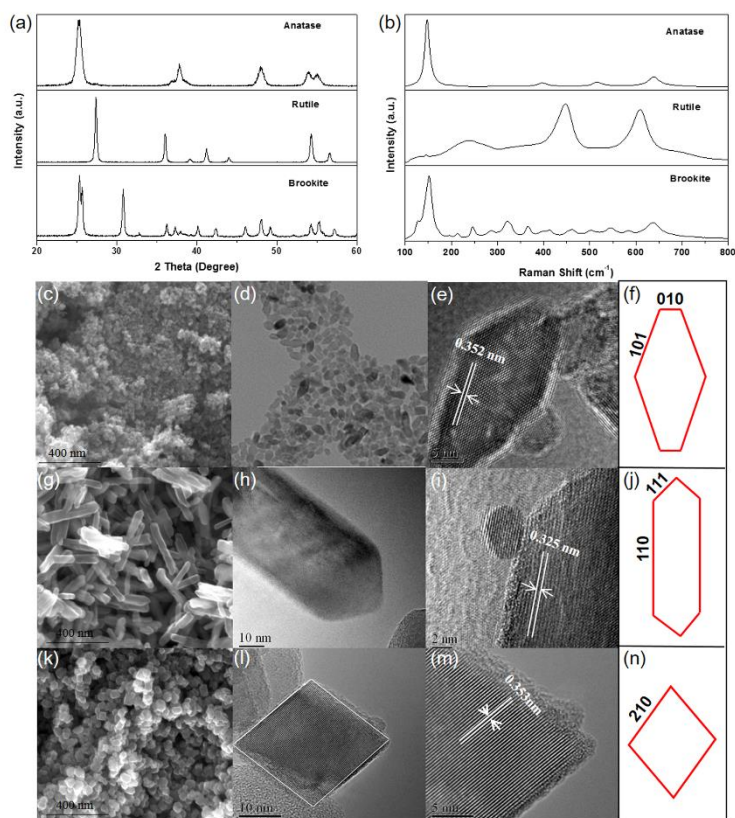 (a)
Anatase
Rutile
Brookite
Intensity (a.u.)
20 30 40 50 60
2 Theta (Degree)
(b)
Anatase
Rutile
Brookite
Intensity (a.u.)
100 200 300 400 500 600 700 800
Raman Shift (cm⁻¹)
(c)
400 nm
(d)
(e)
0.352 nm
5 nm
(f)
010
101
(g)
400 nm
(h)
10 nm
(i)
0.325 nm
2 nm
(j)
111
110
(k)
400 nm
(l)
10 nm
(m)
0.353nm
5 nm
(n)
210